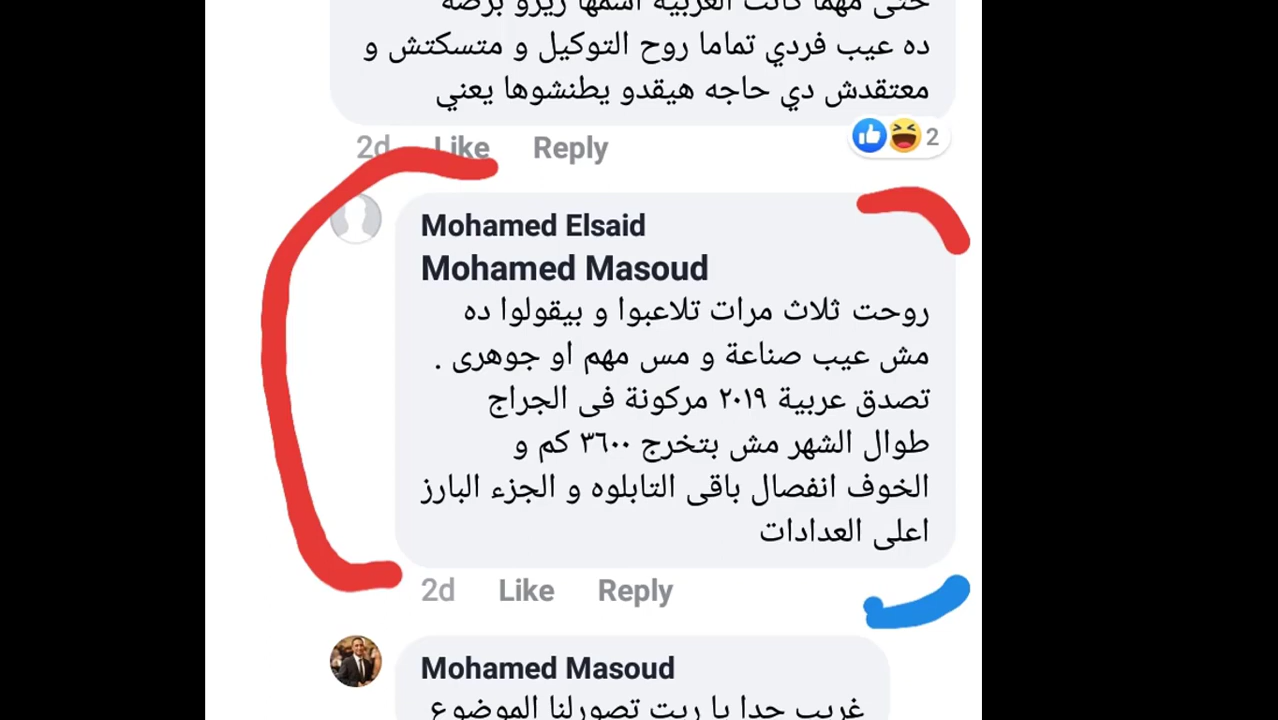 حتى مهما كانت العربية اسمها زيرو برضه
ده عيب فردي تماما روح التوكيل و متسكتش و
معتقدش دي حاجه هيقدو يطنشوها يعني
2d Like Reply 2
Mohamed Elsaid
Mohamed Masoud
روحت ثلاث مرات تلاعبوا و بيقولوا ده
مش عيب صناعة و مس مهم او جوهرى .
تصدق عربية ٢٠١٩ مركونة فى الجراج
طوال الشهر مش بتخرج ٣٦٠٠ كم و
الخوف انفصال باقى التابلوه و الجزء البارز
اعلى العدادات
2d Like Reply
Mohamed Masoud
غريب جدا يا ريت تصورلنا الموضوع